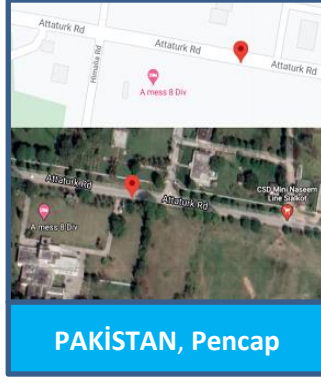 Attaturk Rd
Attaturk Rd
Attaturk Rd
Himalia Rd
A mess 8 Div
Attaturk Rd
Attaturk Rd
CSD Mini Naseem
Line Sialkot
A mess 8 Div
PAKİSTAN, Pencap